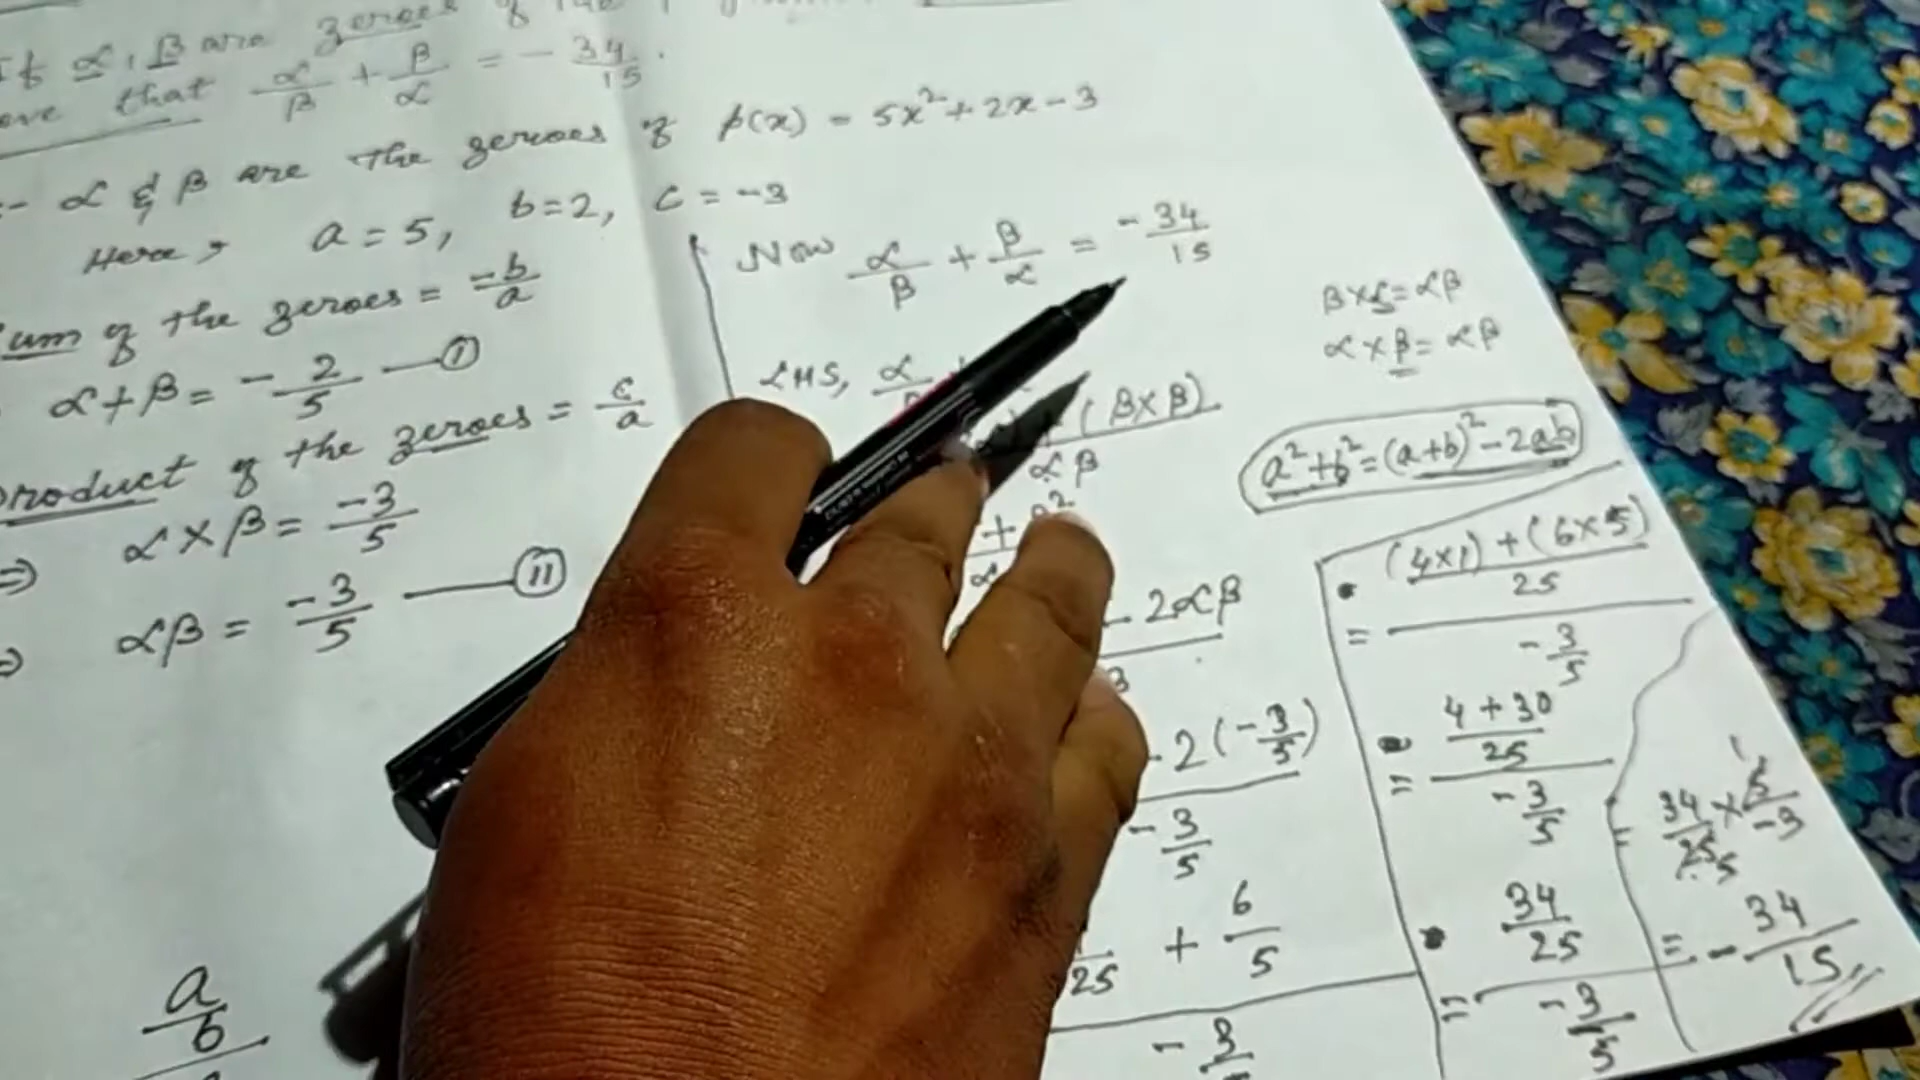 If α, β are zeroes of the
that α/β + β/α = - 34/15.
α & β are the zeroes of p(x) = 5x² + 2x - 3
Here, a = 5, b = 2, c = -3
Sum of the zeroes = -b/a
α + β = - 2/5 — (I)
product of the zeroes = c/a
=> α × β = -3/5
=> αβ = -3/5 — (II)
a/b
Now α/β + β/α = -34/15
LHS, α
(β × β)
αβ
+
- 2αβ
- 2(-3/5)
- 3/5
25 + 6/5
- 3
β × α = αβ
α × β = αβ
a² + b² = (a+b)² - 2ab
(4×1) + (6×5)
25
= - 3/5
4 + 30
25
= - 3/5
34/25
= - 3/5
= 34/25 5 × 5/-3 1
= - 34/15 //